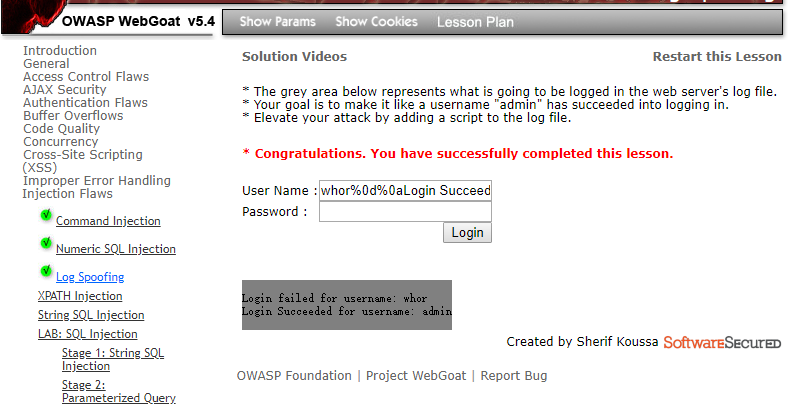 OWASP WebGoat v5.4
Show Params Show Cookies Lesson Plan
Introduction
General
Access Control Flaws
AJAX Security
Authentication Flaws
Buffer Overflows
Code Quality
Concurrency
Cross-Site Scripting
(XSS)
Improper Error Handling
Injection Flaws
Command Injection
Numeric SQL Injection
Log Spoofing
XPATH Injection
String SQL Injection
LAB: SQL Injection
Stage 1: String SQL
Injection
Stage 2:
Parameterized Query
Solution Videos Restart this Lesson
* The grey area below represents what is going to be logged in the web server's log file.
* Your goal is to make it like a username "admin" has succeeded into logging in.
* Elevate your attack by adding a script to the log file.
* Congratulations. You have successfully completed this lesson.
User Name : whor%0d%0aLogin Succeed
Password :
Login
Login failed for username: whor
Login Succeeded for username: admin
Created by Sherif Koussa SoftwareSecured
OWASP Foundation | Project WebGoat | Report Bug